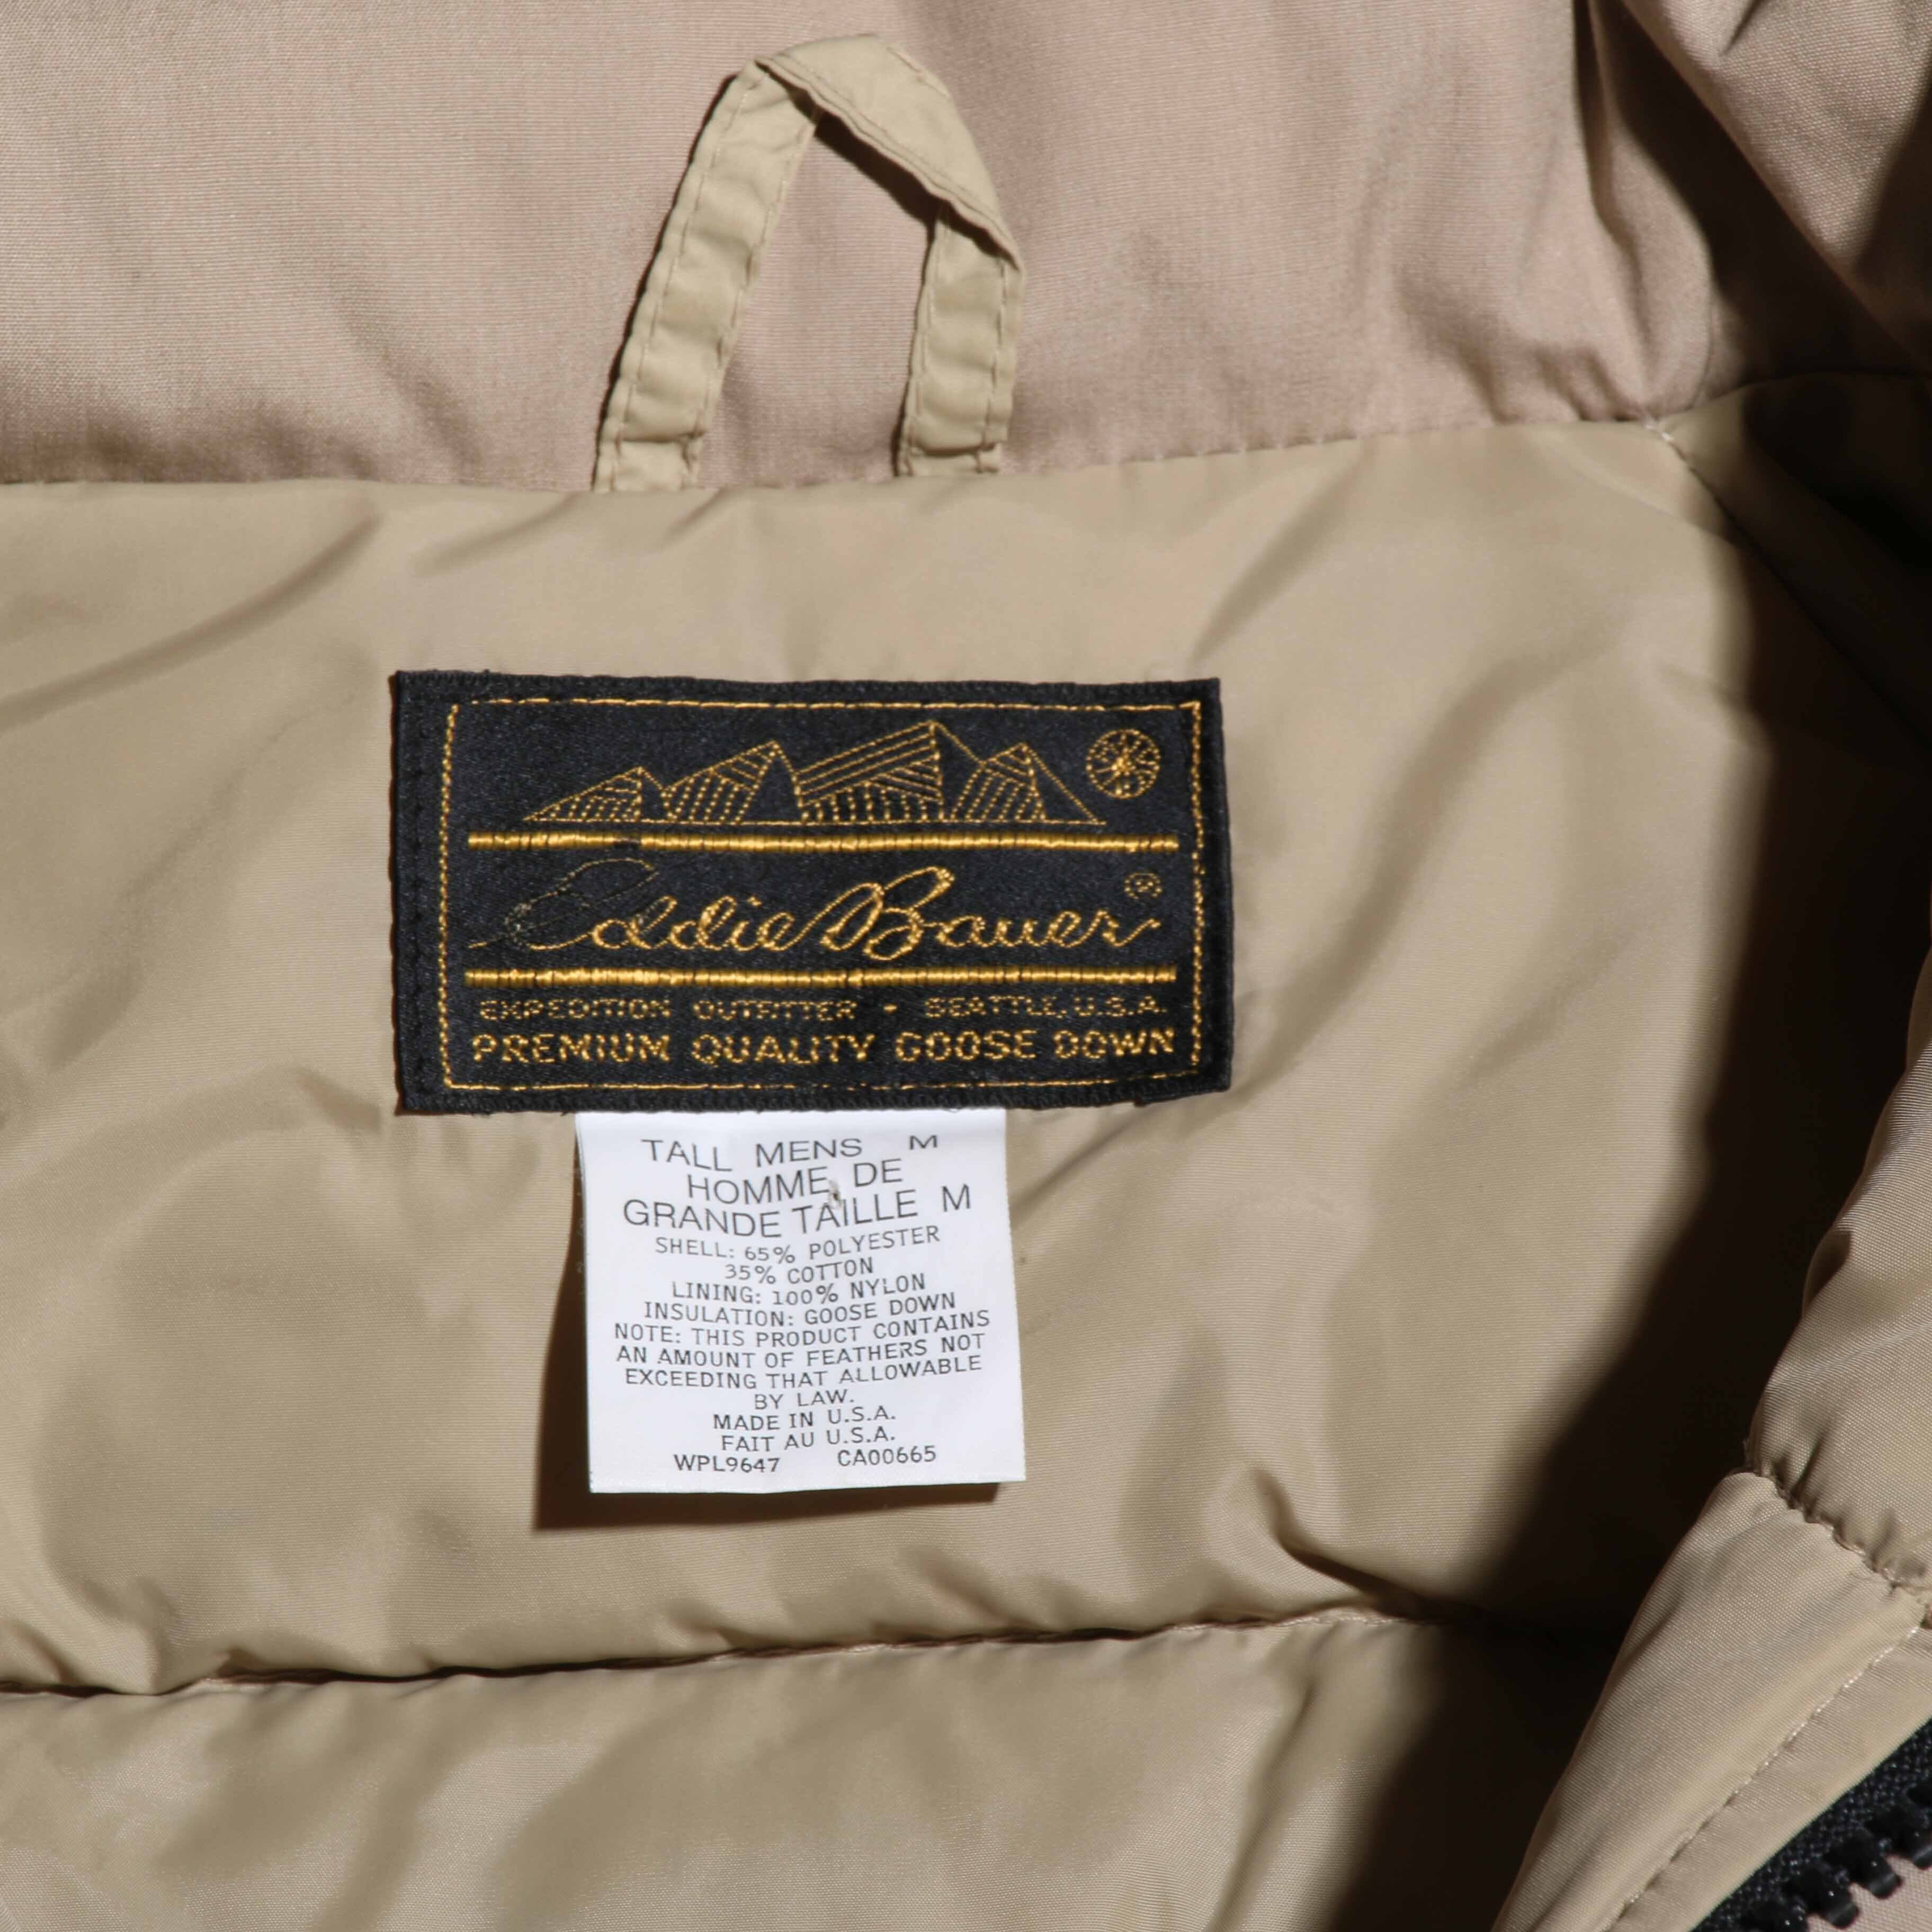 Eddie Bauer®
EXPEDITION OUTFITTER • SEATTLE, U.S.A.
PREMIUM QUALITY GOOSE DOWN
TALL MENS M
HOMME DE
GRANDE TAILLE M
SHELL: 65% POLYESTER
35% COTTON
LINING: 100% NYLON
INSULATION: GOOSE DOWN
NOTE: THIS PRODUCT CONTAINS
AN AMOUNT OF FEATHERS NOT
EXCEEDING THAT ALLOWABLE
BY LAW.
MADE IN U.S.A.
FAIT AU U.S.A.
WPL9647 CA00665